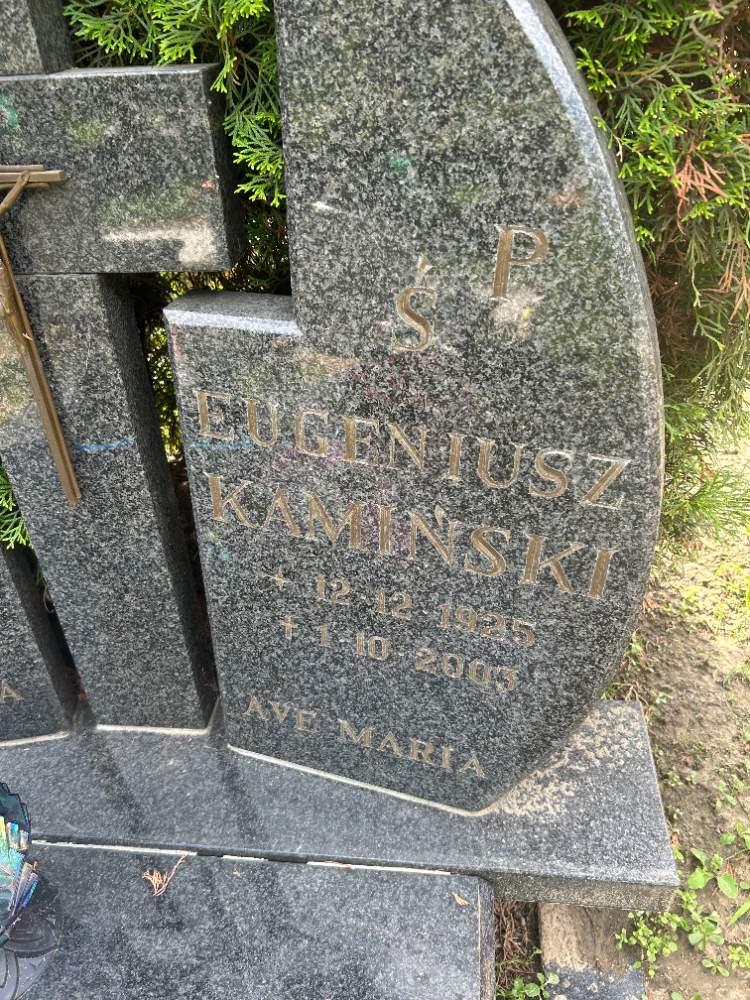 Ś P
EUGENIUSZ
KAMIŃSKI
+ 12 12 1925
† 1 10 2003
AVE MARIA
A